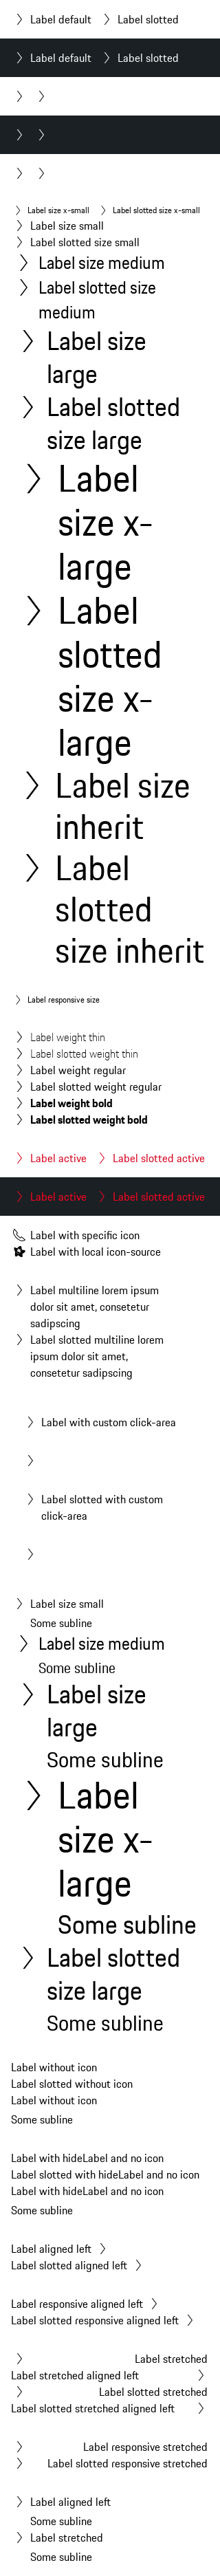 Label default Label slotted
Label default Label slotted
Label size x-small Label slotted size x-small
Label size small
Label slotted size small
Label size medium
Label slotted size
medium
Label size
large
Label slotted
size large
Label
size x-
large
Label
slotted
size x-
large
Label size
inherit
Label
slotted
size inherit
Label responsive size
Label weight thin
Label slotted weight thin
Label weight regular
Label slotted weight regular
Label weight bold
Label slotted weight bold
Label active Label slotted active
Label active Label slotted active
Label with specific icon
Label with local icon-source
Label multiline lorem ipsum
dolor sit amet, consetetur
sadipscing
Label slotted multiline lorem
ipsum dolor sit amet,
consetetur sadipscing
Label with custom click-area
Label slotted with custom
click-area
Label size small
Some subline
Label size medium
Some subline
Label size
large
Some subline
Label
size x-
large
Some subline
Label slotted
size large
Some subline
Label without icon
Label slotted without icon
Label without icon
Some subline
Label with hideLabel and no icon
Label slotted with hideLabel and no icon
Label with hideLabel and no icon
Some subline
Label aligned left
Label slotted aligned left
Label responsive aligned left
Label slotted responsive aligned left
Label stretched
Label stretched aligned left
Label slotted stretched
Label slotted stretched aligned left
Label responsive stretched
Label slotted responsive stretched
Label aligned left
Some subline
Label stretched
Some subline